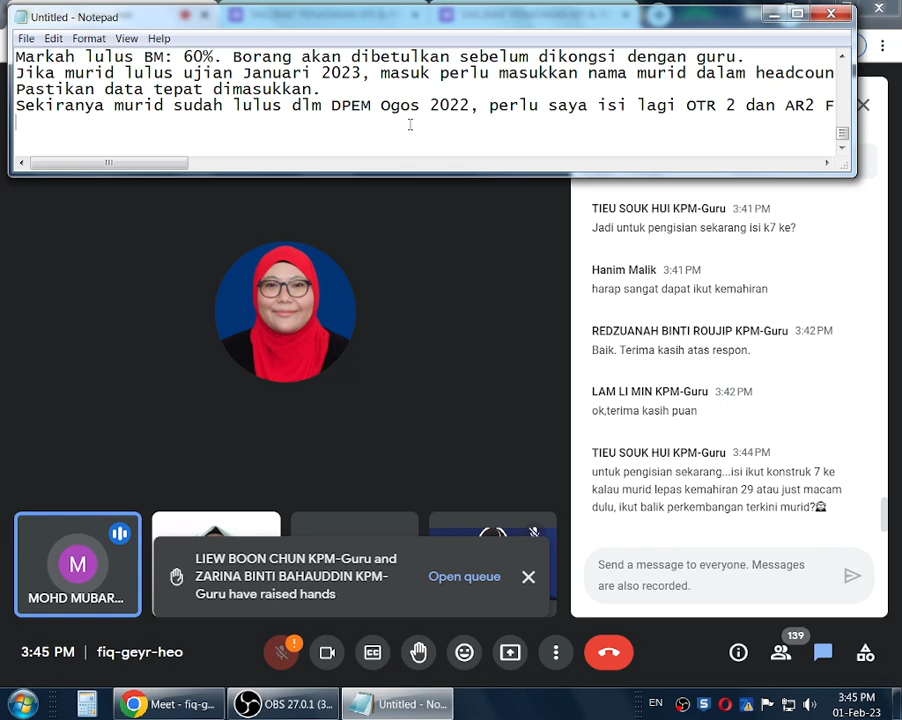 Untitled - Notepad
File Edit Format View Help
Markah lulus BM: 60%. Borang akan dibetulkan sebelum dikongsi dengan guru.
Jika murid lulus ujian Januari 2023, masuk perlu masukkan nama murid dalam headcoun
Pastikan data tepat dimasukkan.
Sekiranya murid sudah lulus dlm DPEM Ogos 2022, perlu saya isi lagi OTR 2 dan AR2 F
TIEU SOUK HUI KPM-Guru 3:41 PM
Jadi untuk pengisian sekarang isi k7 ke?
Hanim Malik 3:41 PM
harap sangat dapat ikut kemahiran
REDZUANAH BINTI ROUJIP KPM-Guru 3:42 PM
Baik. Terima kasih atas respon.
LAM LI MIN KPM-Guru 3:42 PM
ok,terima kasih puan
TIEU SOUK HUI KPM-Guru 3:44 PM
untuk pengisian sekarang...isi ikut konstruk 7 ke
kalau murid lepas kemahiran 29 atau just macam
dulu, ikut balik perkembangan terkini murid?
Send a message to everyone. Messages
are also recorded.
M
MOHD MUBAR...
LIEW BOON CHUN KPM-Guru and
ZARINA BINTI BAHAUDDIN KPM-
Guru have raised hands
Open queue
3:45 PM | fiq-geyr-heo
139
Meet - fiq-g...
OBS 27.0.1 (3...
Untitled - No...
EN
3:45 PM
01-Feb-23